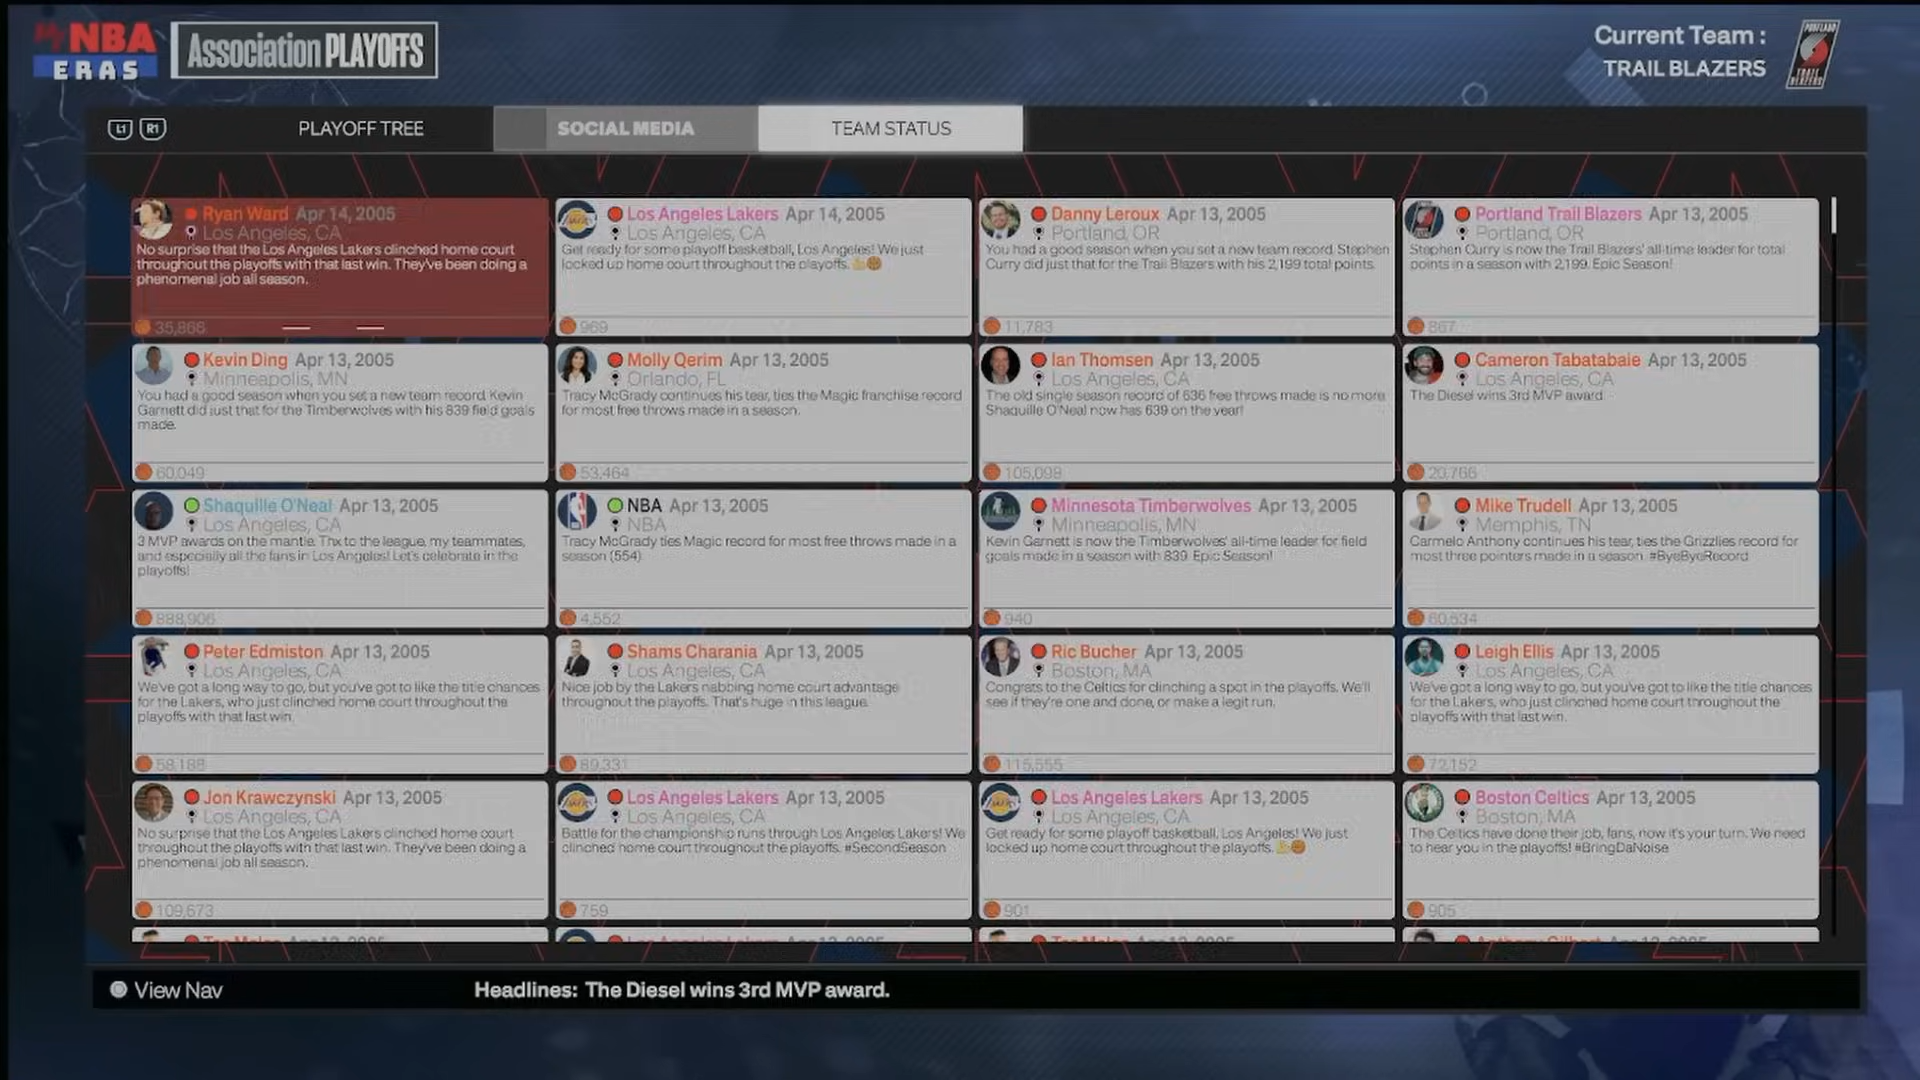 MyNBA
ERAS
Association PLAYOFFS
Current Team :
TRAIL BLAZERS
L1 R1
PLAYOFF TREE
SOCIAL MEDIA
TEAM STATUS
Ryan Ward Apr 14, 2005
Los Angeles, CA
No surprise that the Los Angeles Lakers clinched home court
throughout the playoffs with that last win. They've been doing a
phenomenal job all season.
35,866
Los Angeles Lakers Apr 14, 2005
Los Angeles, CA
Get ready for some playoff basketball, Los Angeles! We just
locked up home court throughout the playoffs.
969
Danny Leroux Apr 13, 2005
Portland, OR
You had a good season when you set a new team record. Stephen
Curry did just that for the Trail Blazers with his 2,199 total points.
11,783
Portland Trail Blazers Apr 13, 2005
Portland, OR
Stephen Curry is now the Trail Blazers' all-time leader for total
points in a season with 2,199. Epic Season!
867
Kevin Ding Apr 13, 2005
Minneapolis, MN
You had a good season when you set a new team record. Kevin
Garnett did just that for the Timberwolves with his 839 field goals
made.
60,049
Molly Qerim Apr 13, 2005
Orlando, FL
Tracy McGrady continues his tear, ties the Magic franchise record
for most free throws made in a season.
53,464
Ian Thomsen Apr 13, 2005
Los Angeles, CA
The old single season record of 636 free throws made is no more.
Shaquille O'Neal now has 639 on the year!
105,098
Cameron Tabatabaie Apr 13, 2005
Los Angeles, CA
The Diesel wins 3rd MVP award.
20,766
Shaquille O'Neal Apr 13, 2005
Los Angeles, CA
3 MVP awards on the mantle. Thx to the league, my teammates,
and especially all the fans in Los Angeles! Let's celebrate in the
playoffs!
888,906
NBA Apr 13, 2005
NBA
Tracy McGrady ties Magic record for most free throws made in a
season (554)
4,552
Minnesota Timberwolves Apr 13, 2005
Minneapolis, MN
Kevin Garnett is now the Timberwolves' all-time leader for field
goals made in a season with 839. Epic Season!
940
Mike Trudell Apr 13, 2005
Memphis, TN
Carmelo Anthony continues his tear, ties the Grizzlies record for
most three pointers made in a season. #ByeByeRecord
60,634
Peter Edmiston Apr 13, 2005
Los Angeles, CA
We've got a long way to go, but you've got to like the title chances
for the Lakers, who just clinched home court throughout the
playoffs with that last win.
58,188
Shams Charania Apr 13, 2005
Los Angeles, CA
Nice job by the Lakers nabbing home court advantage
throughout the playoffs. That's huge in this league.
89,331
Ric Bucher Apr 13, 2005
Boston, MA
Congrats to the Celtics for clinching a spot in the playoffs. We'll
see if they're one and done, or make a legit run.
115,555
Leigh Ellis Apr 13, 2005
Los Angeles, CA
We've got a long way to go, but you've got to like the title chances
for the Lakers, who just clinched home court throughout the
playoffs with that last win.
72,152
Jon Krawczynski Apr 13, 2005
Los Angeles, CA
No surprise that the Los Angeles Lakers clinched home court
throughout the playoffs with that last win. They've been doing a
phenomenal job all season.
109,673
Los Angeles Lakers Apr 13, 2005
Los Angeles, CA
Battle for the championship runs through Los Angeles Lakers! We
clinched home court throughout the playoffs. #SecondSeason
759
Los Angeles Lakers Apr 13, 2005
Los Angeles, CA
Get ready for some playoff basketball, Los Angeles! We just
locked up home court throughout the playoffs.
901
Boston Celtics Apr 13, 2005
Boston, MA
The Celtics have done their job, fans, now it's your turn. We need
to hear you in the playoffs! #BringDaNoise
905
View Nav
Headlines: The Diesel wins 3rd MVP award.